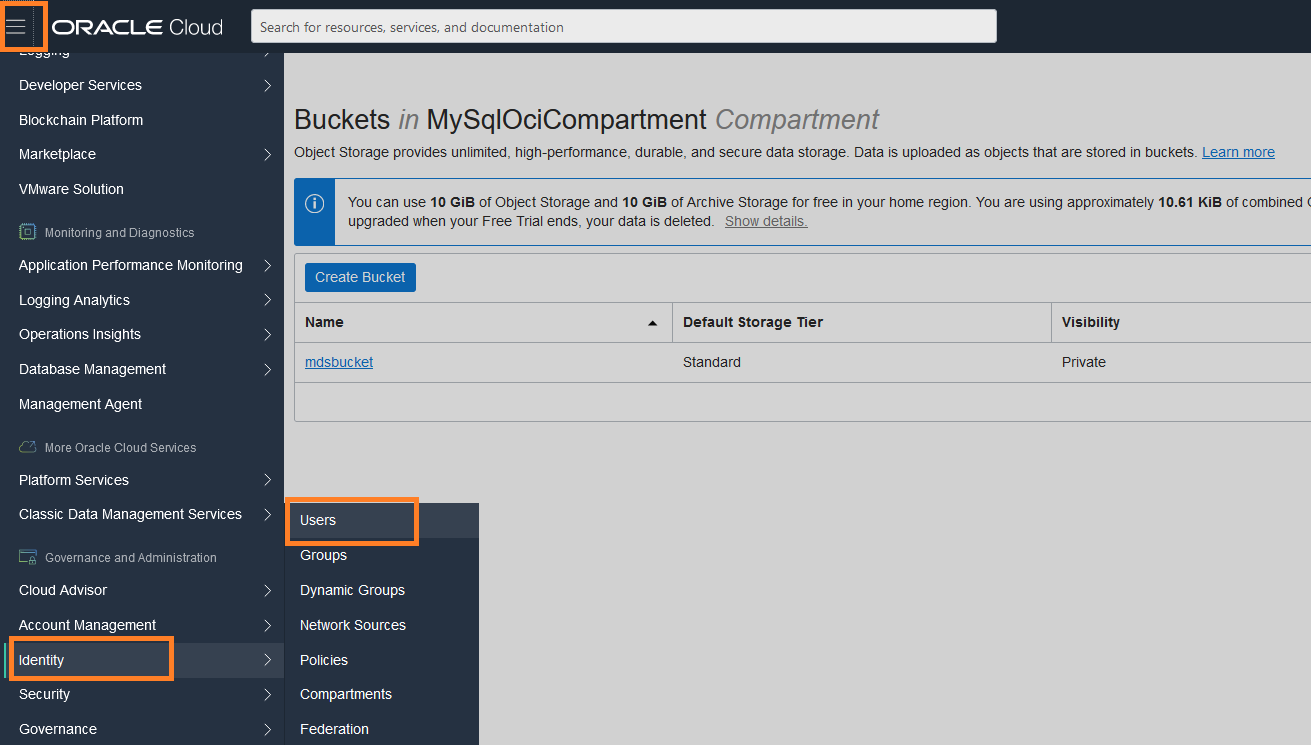 ORACLE Cloud
Search for resources, services, and documentation
Logging
Developer Services
Blockchain Platform
Marketplace
VMware Solution
Monitoring and Diagnostics
Application Performance Monitoring
Logging Analytics
Operations Insights
Database Management
Management Agent
More Oracle Cloud Services
Platform Services
Classic Data Management Services
Governance and Administration
Cloud Advisor
Account Management
Identity
Security
Governance
Users
Groups
Dynamic Groups
Network Sources
Policies
Compartments
Federation
Buckets in MySqlOciCompartment Compartment
Object Storage provides unlimited, high-performance, durable, and secure data storage. Data is uploaded as objects that are stored in buckets. Learn more
You can use 10 GiB of Object Storage and 10 GiB of Archive Storage for free in your home region. You are using approximately 10.61 KiB of combined
upgraded when your Free Trial ends, your data is deleted. Show details.
Create Bucket
Name Default Storage Tier Visibility
mdsbucket Standard Private